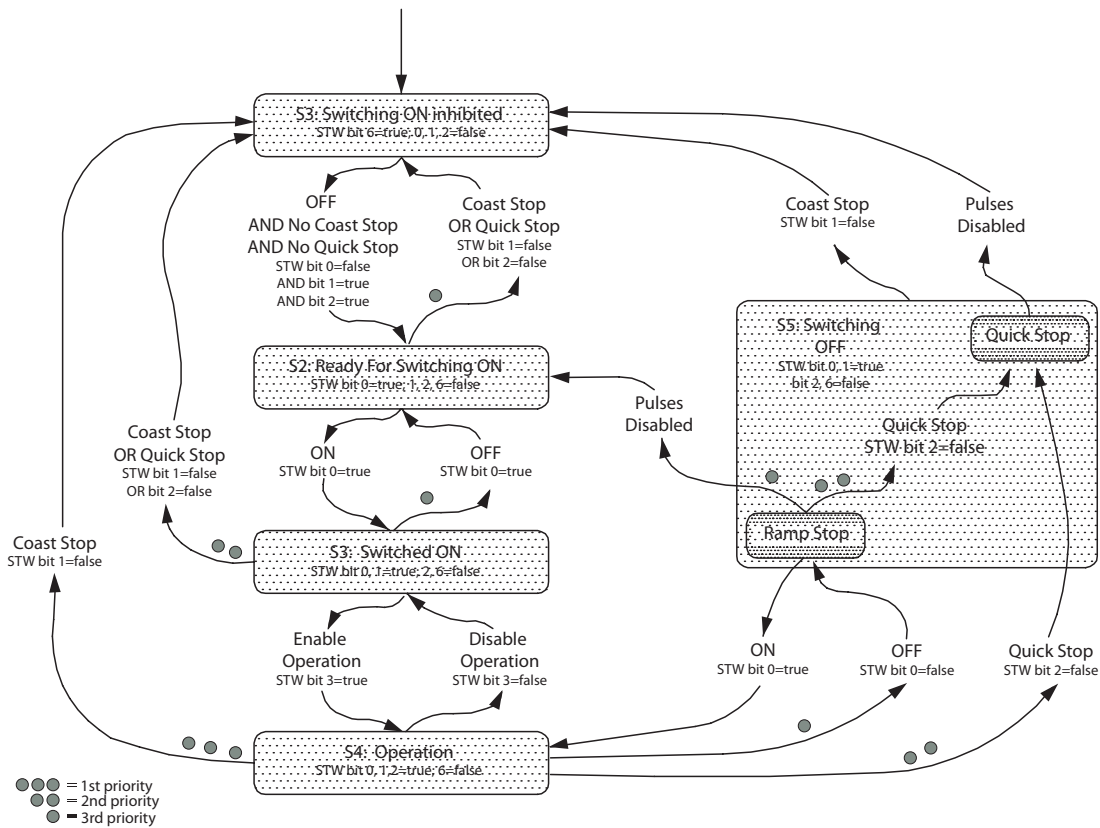 S3: Switching ON inhibited
STW bit 6=true; 0, 1, 2=false
OFF
AND No Coast Stop
AND No Quick Stop
STW bit 0=false
AND bit 1=true
AND bit 2=true
Coast Stop
OR Quick Stop
STW bit 1=false
OR bit 2=false
Coast Stop
STW bit 1=false
Pulses
Disabled
S5: Switching
OFF
STW bit 0, 1=true
bit 2, 6=false
Quick Stop
S2: Ready For Switching ON
STW bit 0=true; 1, 2, 6=false
Pulses
Disabled
Quick Stop
STW bit 2=false
Coast Stop
OR Quick Stop
STW bit 1=false
OR bit 2=false
ON
STW bit 0=true
OFF
STW bit 0=true
Ramp Stop
Coast Stop
STW bit 1=false
S3: Switched ON
STW bit 0, 1=true; 2, 6=false
Enable
Operation
STW bit 3=true
Disable
Operation
STW bit 3=false
ON
STW bit 0=true
OFF
STW bit 0=false
Quick Stop
STW bit 2=false
S4: Operation
STW bit 0, 1,2=true; 6=false
= 1st priority
= 2nd priority
= 3rd priority